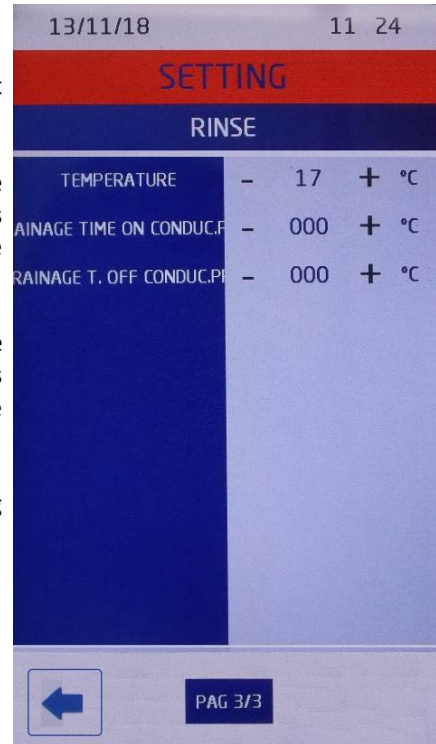 13/11/18 11 24
SETTING
RINSE
TEMPERATURE - 17 + °C
AINAGE TIME ON CONDUC.F - 000 + °C
RAINAGE T. OFF CONDUC.PI - 000 + °C
PAG 3/3